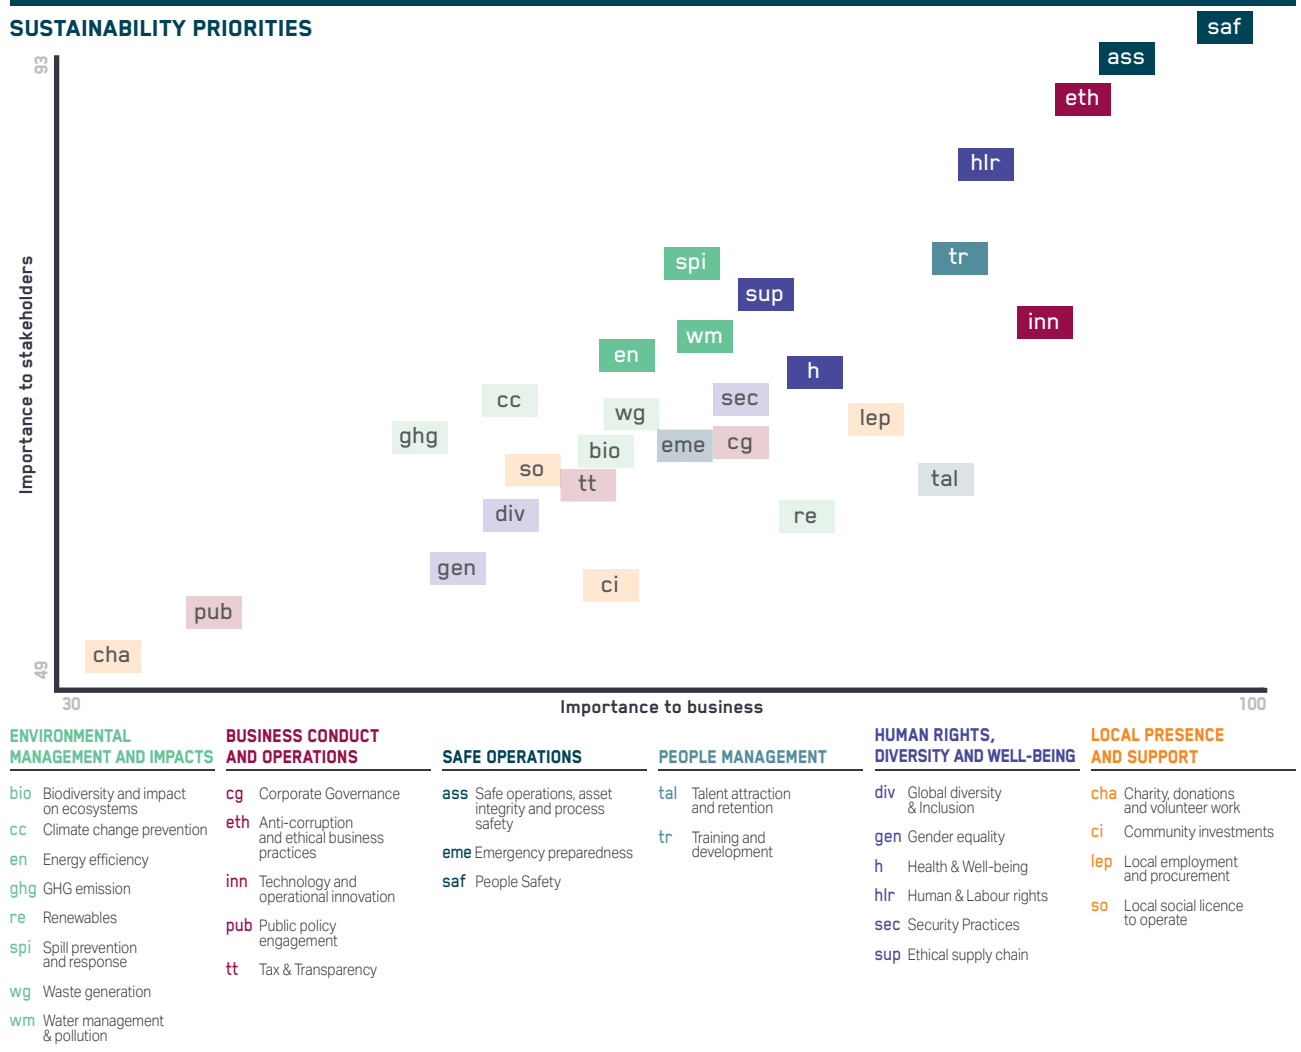 SUSTAINABILITY PRIORITIES
saf
ass
93
eth
hlr
tr
spi
sup
inn
wm
en
h
cc
sec
wg
lep
ghg
eme
cg
bio
so
tt
tal
div
re
gen
ci
pub
cha
Importance to stakeholders
49
30
Importance to business
100
ENVIRONMENTAL
MANAGEMENT AND IMPACTS
bio Biodiversity and impact
on ecosystems
cc Climate change prevention
en Energy efficiency
ghg GHG emission
re Renewables
spi Spill prevention
and response
wg Waste generation
wm Water management
& pollution
BUSINESS CONDUCT
AND OPERATIONS
cg Corporate Governance
eth Anti-corruption
and ethical business
practices
inn Technology and
operational innovation
pub Public policy
engagement
tt Tax & Transparency
SAFE OPERATIONS
ass Safe operations, asset
integrity and process
safety
eme Emergency preparedness
saf People Safety
PEOPLE MANAGEMENT
tal Talent attraction
and retention
tr Training and
development
HUMAN RIGHTS,
DIVERSITY AND WELL-BEING
div Global diversity
& Inclusion
gen Gender equality
h Health & Well-being
hlr Human & Labour rights
sec Security Practices
sup Ethical supply chain
LOCAL PRESENCE
AND SUPPORT
cha Charity, donations
and volunteer work
ci Community investments
lep Local employment
and procurement
so Local social licence
to operate